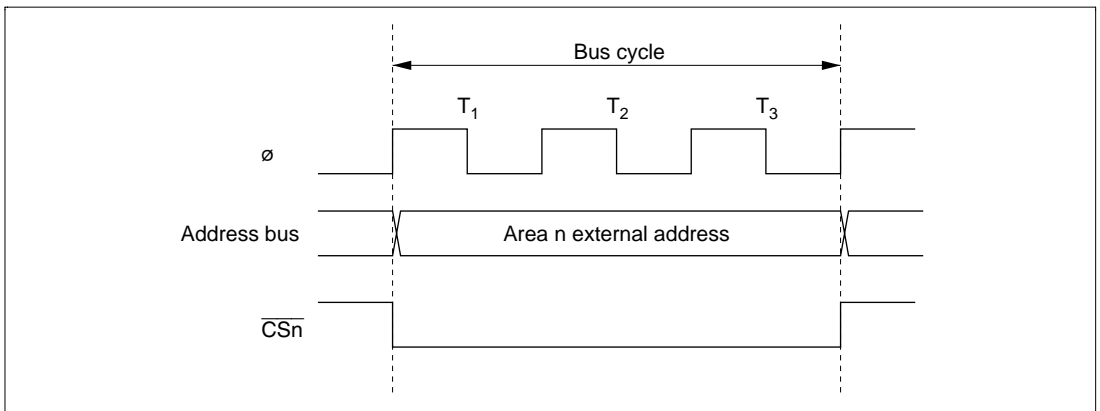 Bus cycle
T1 T2 T3
ø
Address bus Area n external address
CSn